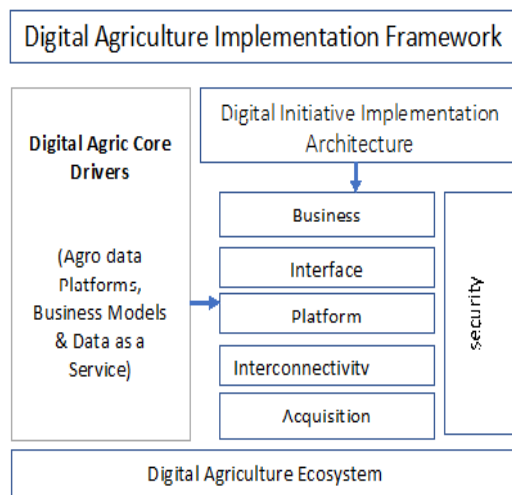 Digital Agriculture Implementation Framework
Digital Agric Core
Drivers
(Agro data
Platforms,
Business Models
& Data as a
Service)
Digital Initiative Implementation
Architecture
Business
Interface
Platform
Interconnectivity
Acquisition
security
Digital Agriculture Ecosystem